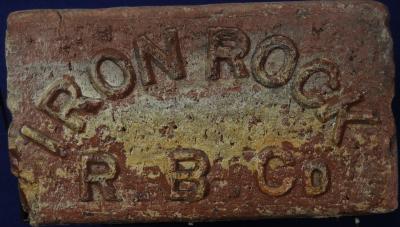 IRON ROCK
R. B. Co